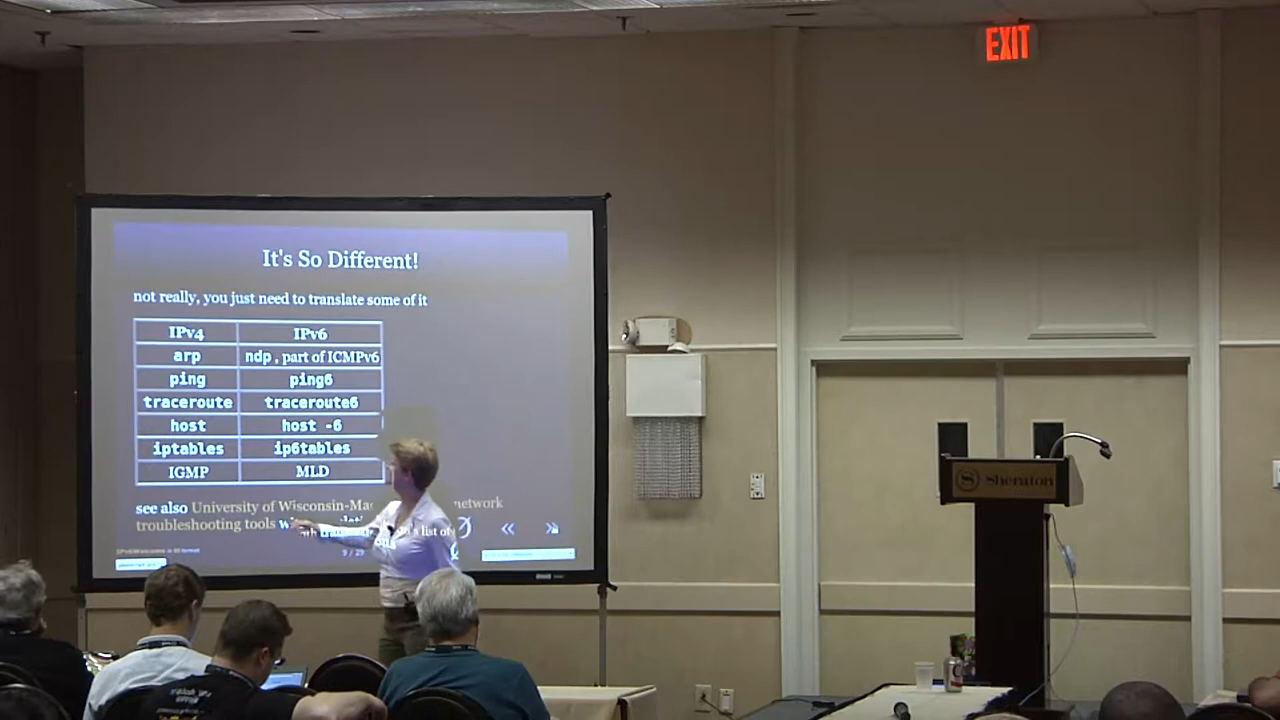 EXIT
It's So Different!
not really, you just need to translate some of it
IPv4 IPv6
arp ndp, part of ICMPv6
ping ping6
traceroute traceroute6
host host -6
iptables ip6tables
IGMP MLD
see also University of Wisconsin-Ma network
troubleshooting tools a list of
Sheraton